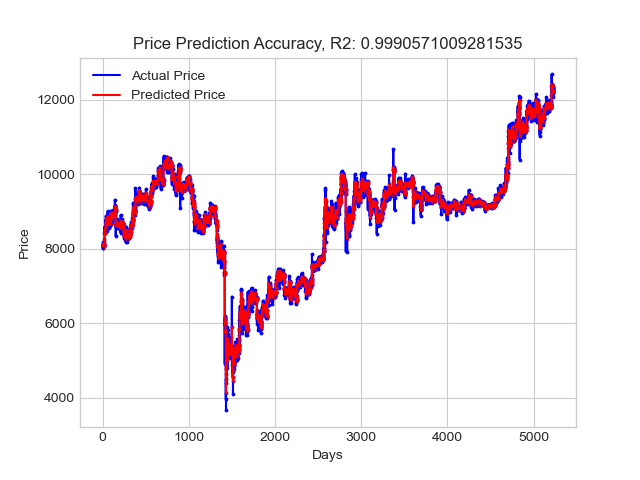 Price Prediction Accuracy, R2: 0.9990571009281535
Actual Price
Predicted Price
12000
10000
8000
6000
4000
Price
0 1000 2000 3000 4000 5000
Days